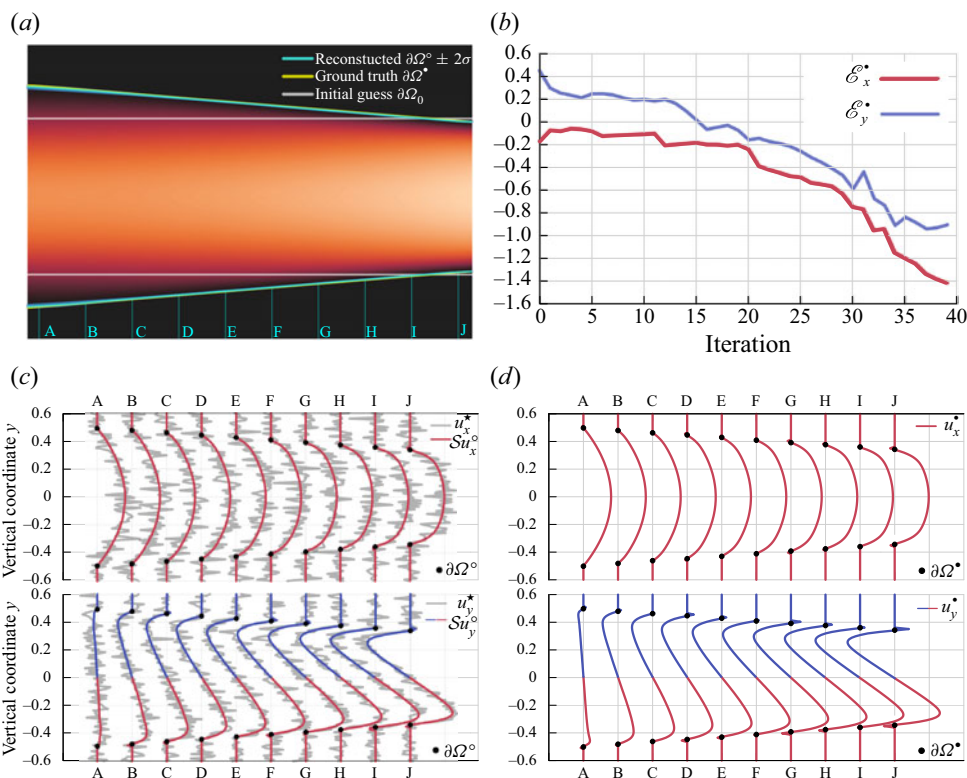 (a)
Reconstructed ∂Ω° ± 2σ
Ground truth ∂Ω•
Initial guess ∂Ω₀
A B C D E F G H I J
(b)
0.6
0.4
0.2
0
–0.2
–0.4
–0.6
–0.8
–1.0
–1.2
–1.4
–1.6
ℰ•x
ℰ•y
0 5 10 15 20 25 30 35 40
Iteration
(c)
A B C D E F G H I J
Vertical coordinate y
0.6
0.4
0.2
0
–0.2
–0.4
–0.6
u★x
𝒮u°x
∂Ω°
Vertical coordinate y
0.6
0.4
0.2
0
–0.2
–0.4
–0.6
u★y
𝒮u°y
∂Ω°
A B C D E F G H I J
(d)
A B C D E F G H I J
0.6
0.4
0.2
0
–0.2
–0.4
–0.6
u•x
∂Ω•
0.6
0.4
0.2
0
–0.2
–0.4
–0.6
u•y
∂Ω•
A B C D E F G H I J